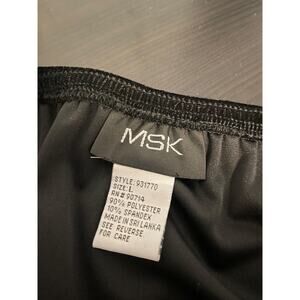 MSK
STYLE: 931770
SIZE: L
RN# 90714
90% POLYESTER
10% SPANDEX
MADE IN SRI LANKA
SEE REVERSE
FOR CARE